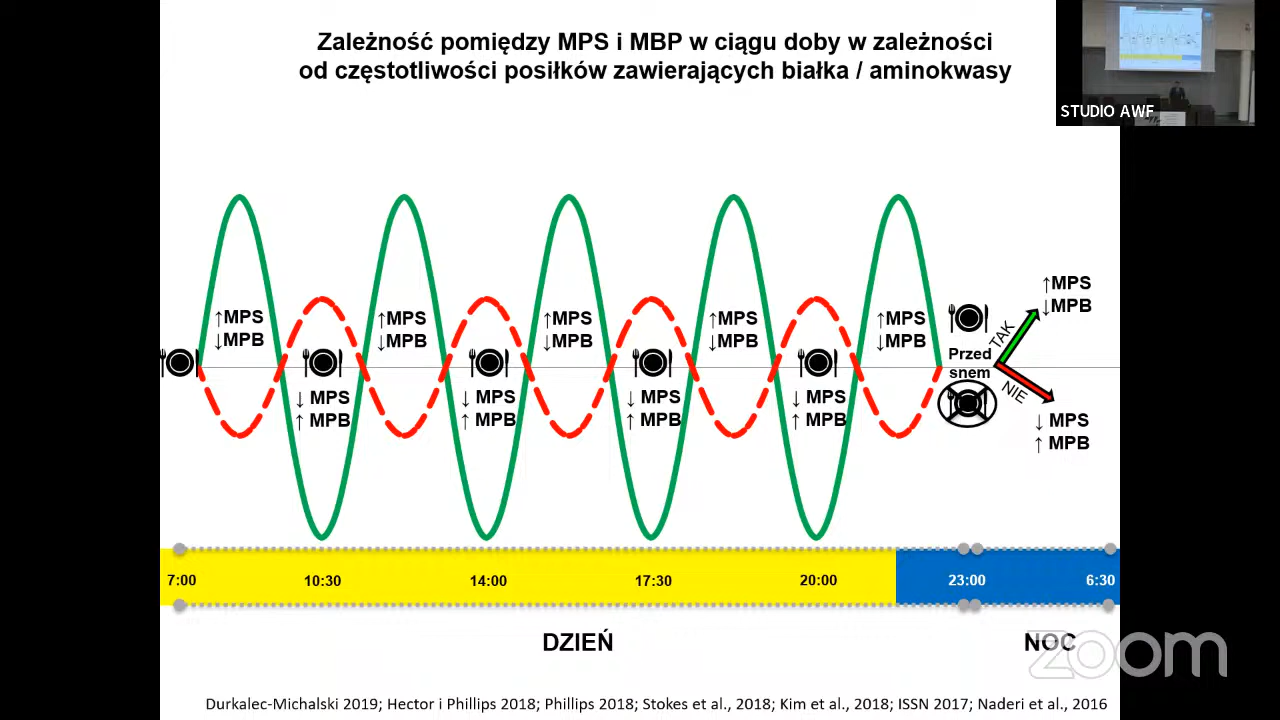 Zależność pomiędzy MPS i MBP w ciągu doby w zależności
od częstotliwości posiłków zawierających białka / aminokwasy
STUDIO AWF
↑MPS
↓MPB
↑MPS
↓MPB
↑MPS
↓MPB
↑MPS
↓MPB
↑MPS
↓MPB
↓ MPS
↑ MPB
↓ MPS
↑ MPB
↓ MPS
↑ MPB
↓ MPS
↑ MPB
Przed
snem
TAK
↑MPS
↓MPB
NIE
↓ MPS
↑ MPB
7:00 10:30 14:00 17:30 20:00 23:00 6:30
DZIEŃ NOC
zoom
Durkalec-Michalski 2019; Hector i Phillips 2018; Phillips 2018; Stokes et al., 2018; Kim et al., 2018; ISSN 2017; Naderi et al., 2016